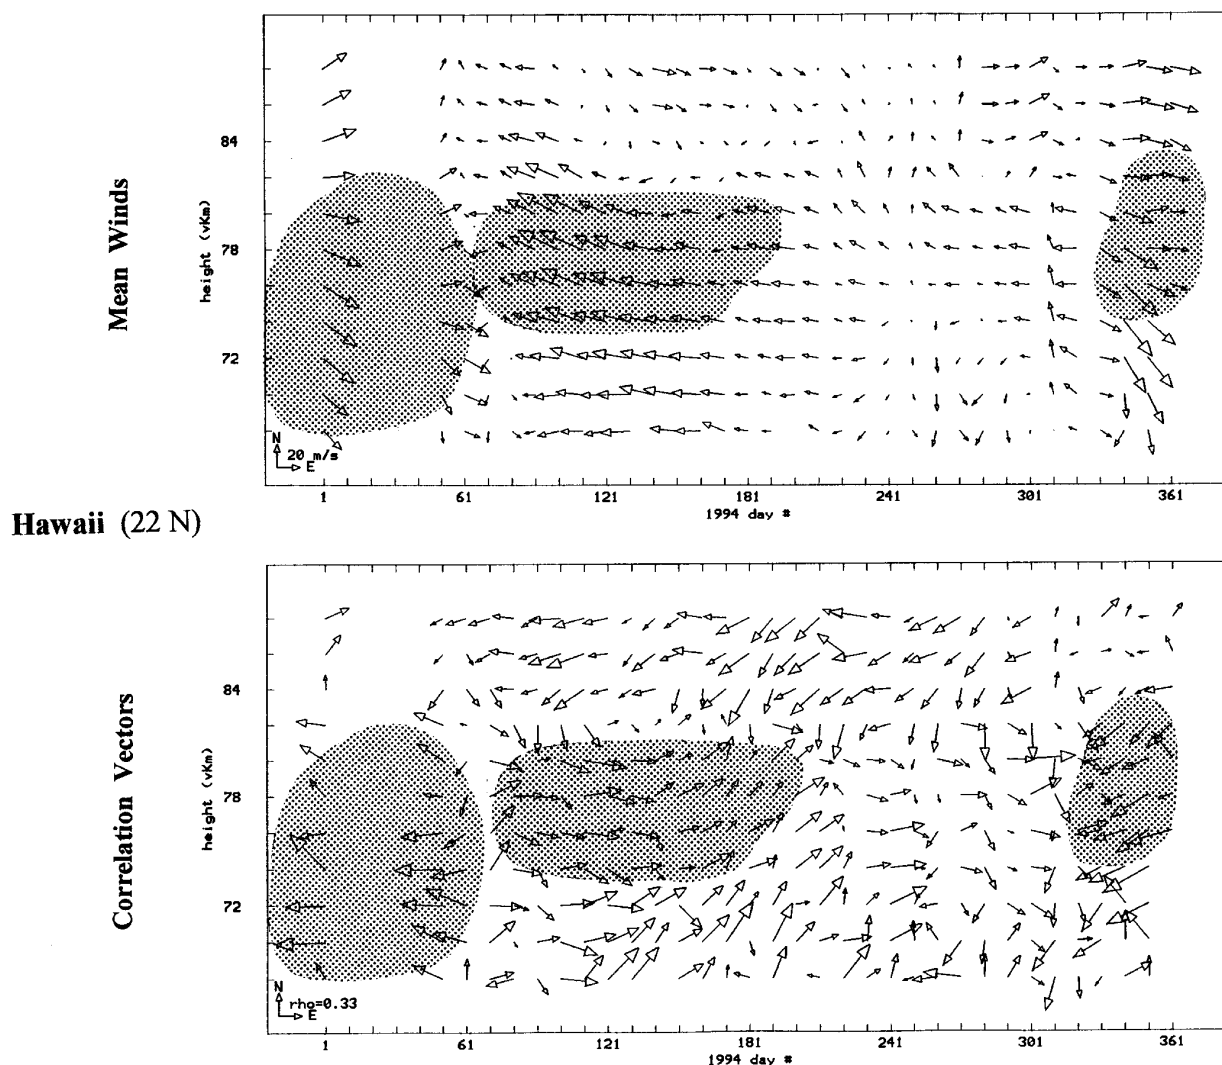 Mean Winds
height (vKm)
84
78
72
N
20 m/s
E
1 61 121 181 241 301 361
1994 day #
Hawaii (22 N)
Correlation Vectors
height (vKm)
84
78
72
N
rho=0.33
E
1 61 121 181 241 301 361
1994 day #